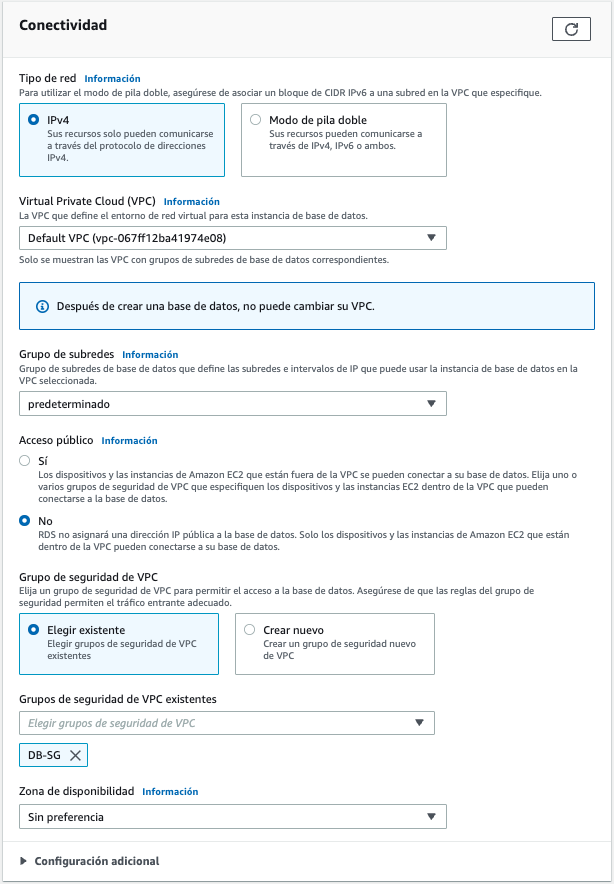 Conectividad
Tipo de red Información
Para utilizar el modo de pila doble, asegúrese de asociar un bloque de CIDR IPv6 a una subred en la VPC que especifique.
IPv4
Sus recursos solo pueden comunicarse
a través del protocolo de direcciones
IPv4.
Modo de pila doble
Sus recursos pueden comunicarse a
través de IPv4, IPv6 o ambos.
Virtual Private Cloud (VPC) Información
La VPC que define el entorno de red virtual para esta instancia de base de datos.
Default VPC (vpc-067ff12ba41974e08)
Solo se muestran las VPC con grupos de subredes de base de datos correspondientes.
Después de crear una base de datos, no puede cambiar su VPC.
Grupo de subredes Información
Grupo de subredes de base de datos que define las subredes e intervalos de IP que puede usar la instancia de base de datos en la
VPC seleccionada.
predeterminado
Acceso público Información
Sí
Los dispositivos y las instancias de Amazon EC2 que están fuera de la VPC se pueden conectar a su base de datos. Elija uno o
varios grupos de seguridad de VPC que especifiquen los dispositivos y las instancias EC2 dentro de la VPC que pueden
conectarse a la base de datos.
No
RDS no asignará una dirección IP pública a la base de datos. Solo los dispositivos y las instancias de Amazon EC2 que están
dentro de la VPC pueden conectarse a su base de datos.
Grupo de seguridad de VPC
Elija un grupo de seguridad de VPC para permitir el acceso a la base de datos. Asegúrese de que las reglas del grupo de
seguridad permiten el tráfico entrante adecuado.
Elegir existente
Elegir grupos de seguridad de VPC
existentes
Crear nuevo
Crear un grupo de seguridad nuevo
de VPC
Grupos de seguridad de VPC existentes
Elegir grupos de seguridad de VPC
DB-SG
Zona de disponibilidad Información
Sin preferencia
Configuración adicional